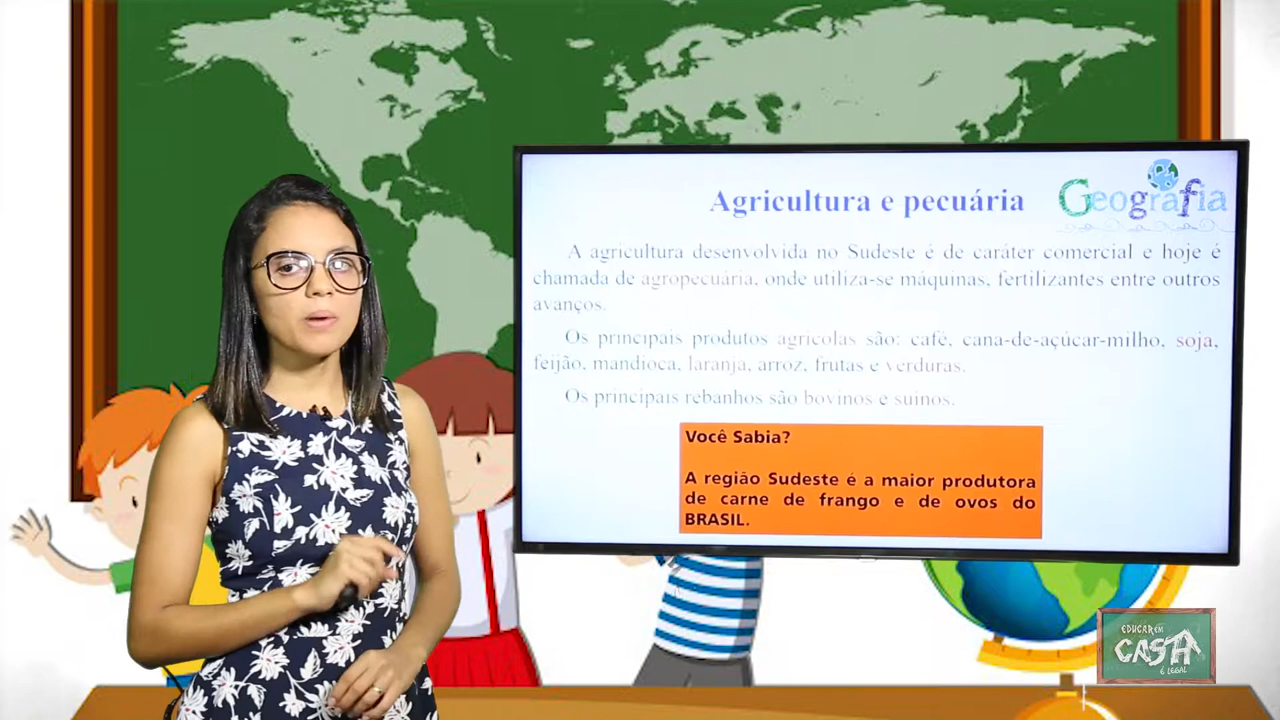 Agricultura e pecuária
Geografia
A agricultura desenvolvida no Sudeste é de caráter comercial e hoje é
chamada de agropecuária, onde utiliza-se máquinas, fertilizantes entre outros
avanços.
Os principais produtos agrícolas são: café, cana-de-açúcar-milho, soja,
feijão, mandioca, laranja, arroz, frutas e verduras.
Os principais rebanhos são bovinos e suínos.
Você Sabia?
A região Sudeste é a maior produtora
de carne de frango e de ovos do
BRASIL.
EDUCAR EM
CASA
É LEGAL